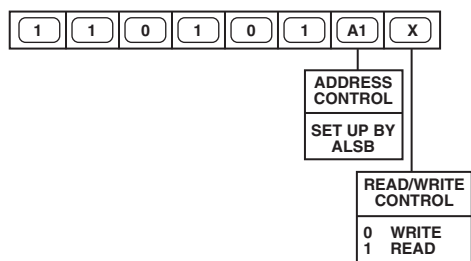 1 1 0 1 0 1 A1 X
ADDRESS
CONTROL
SET UP BY
ALSB
READ/WRITE
CONTROL
0 WRITE
1 READ